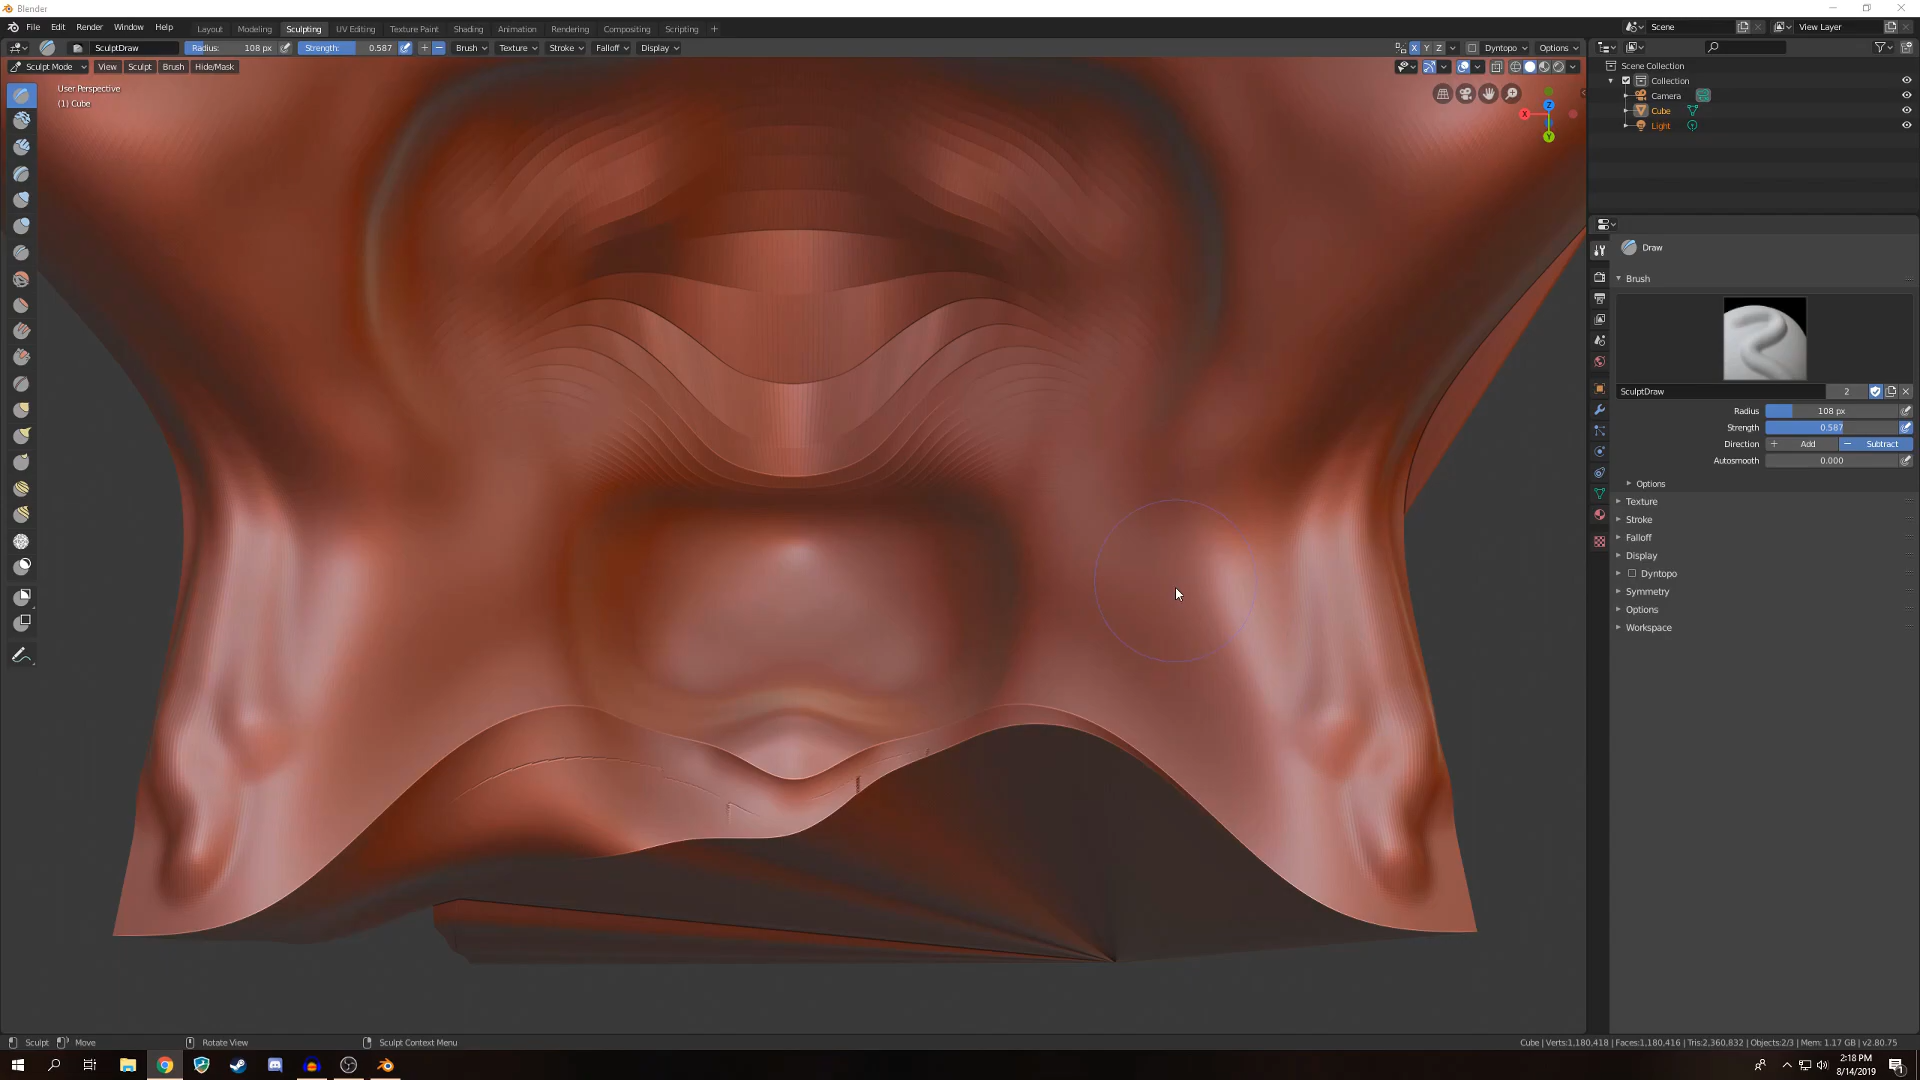 Blender
File Edit Render Window Help Layout Modeling Sculpting UV Editing Texture Paint Shading Animation Rendering Compositing Scripting + Scene View Layer
SculptDraw Radius: 108 px Strength: 0.587 + − Brush Texture Stroke Falloff Display X Y Z Dyntopo Options
Sculpt Mode View Sculpt Brush Hide/Mask
User Perspective
(1) Cube
X
Z
Y
Scene Collection
Collection
Camera
Cube
Light
Draw
Brush
SculptDraw 2
Radius 108 px
Strength 0.587
Direction + Add − Subtract
Autosmooth 0.000
Options
Texture
Stroke
Falloff
Display
Dyntopo
Symmetry
Options
Workspace
Sculpt Move Rotate View Sculpt Context Menu Cube | Verts:1,180,418 | Faces:1,180,416 | Tris:2,360,832 | Objects:2/3 | Mem: 1.17 GB | v2.80.75
2:18 PM
8/14/2019